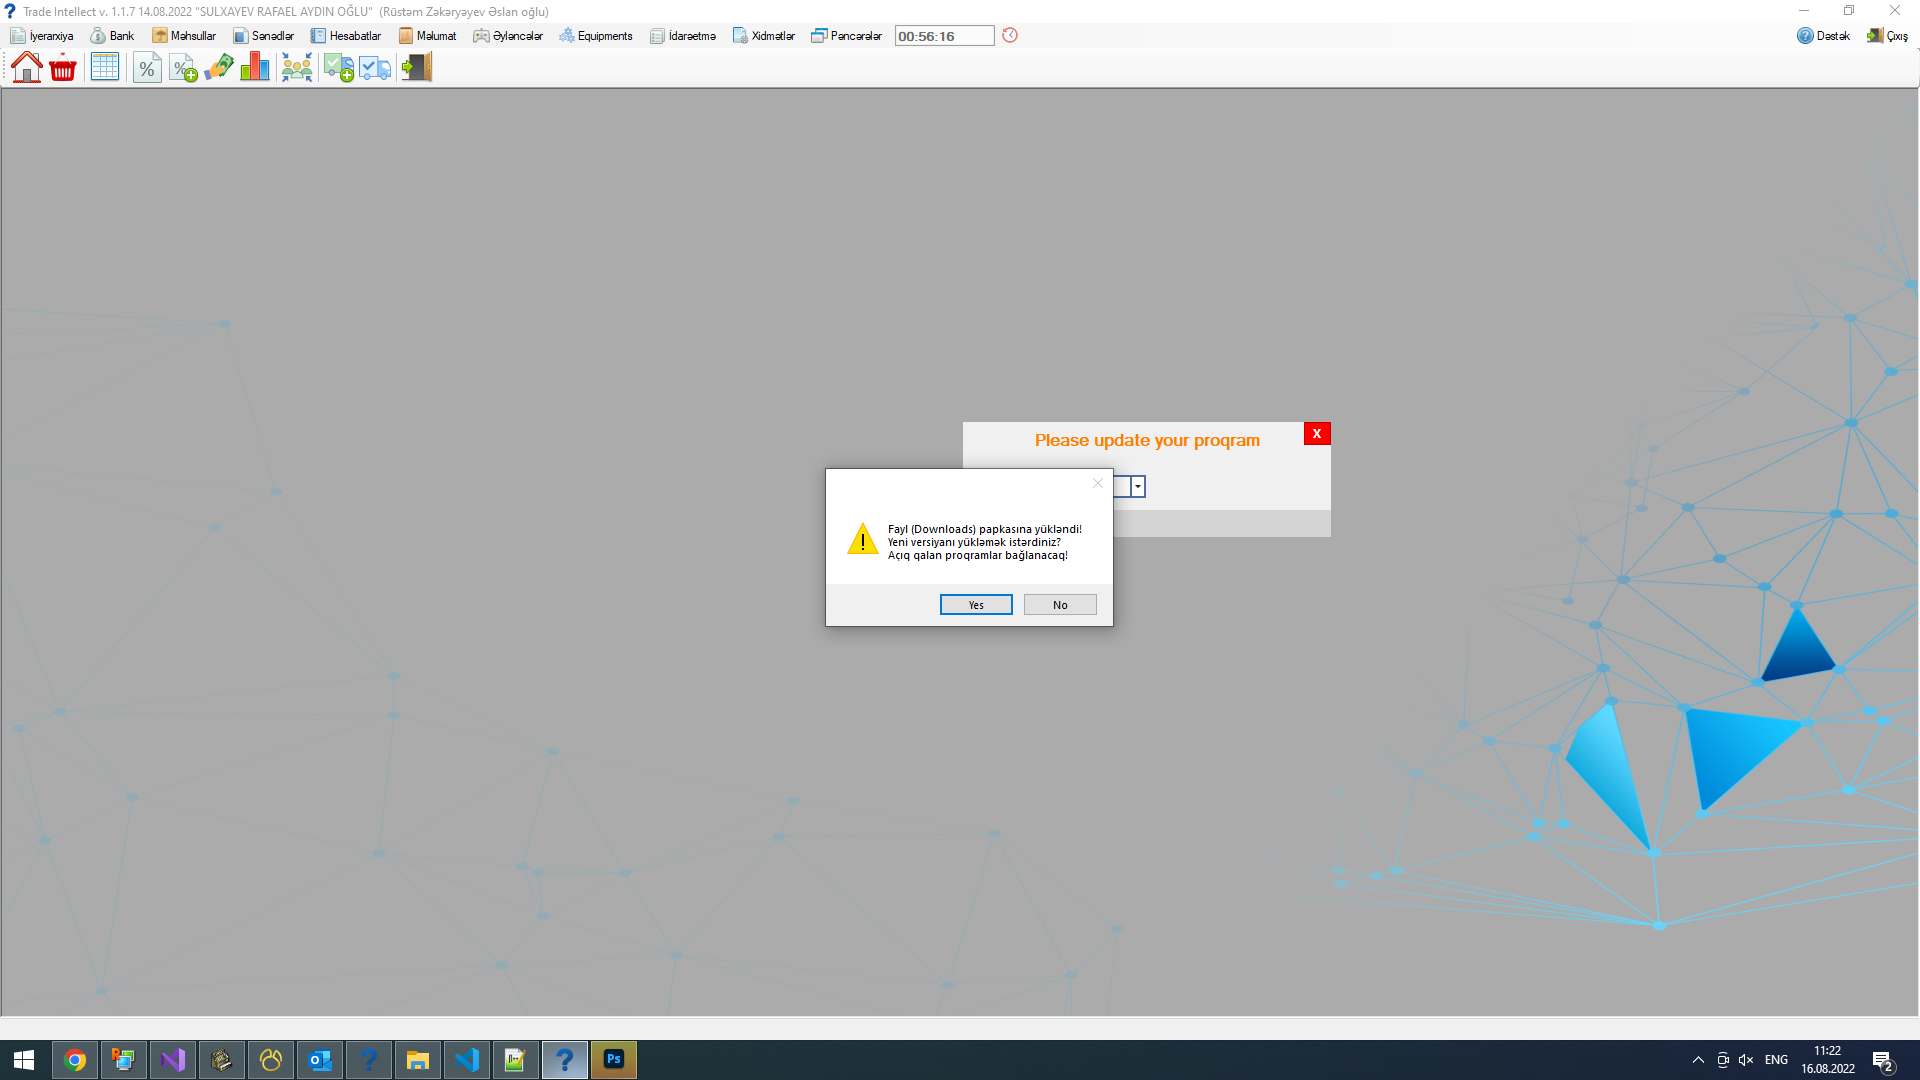 Trade Intellect v. 1.1.7 14.08.2022 "SULXAYEV RAFAEL AYDIN OĞLU" (Rüstəm Zəkəryəyev Əslan oğlu)
İyerarxiya Bank Məhsullar Sənədlər Hesabatlar Məlumat Əyləncələr Equipments İdarəetmə Xidmətlər Pəncərələr 00:56:16 Dəstək Çıxış
Please update your proqram
X
Fayl (Downloads) papkasına yükləndi!
Yeni versiyanı yükləmək istərdiniz?
Açıq qalan proqramlar bağlanacaq!
Yes No
Ps
ENG
11:22
16.08.2022
2